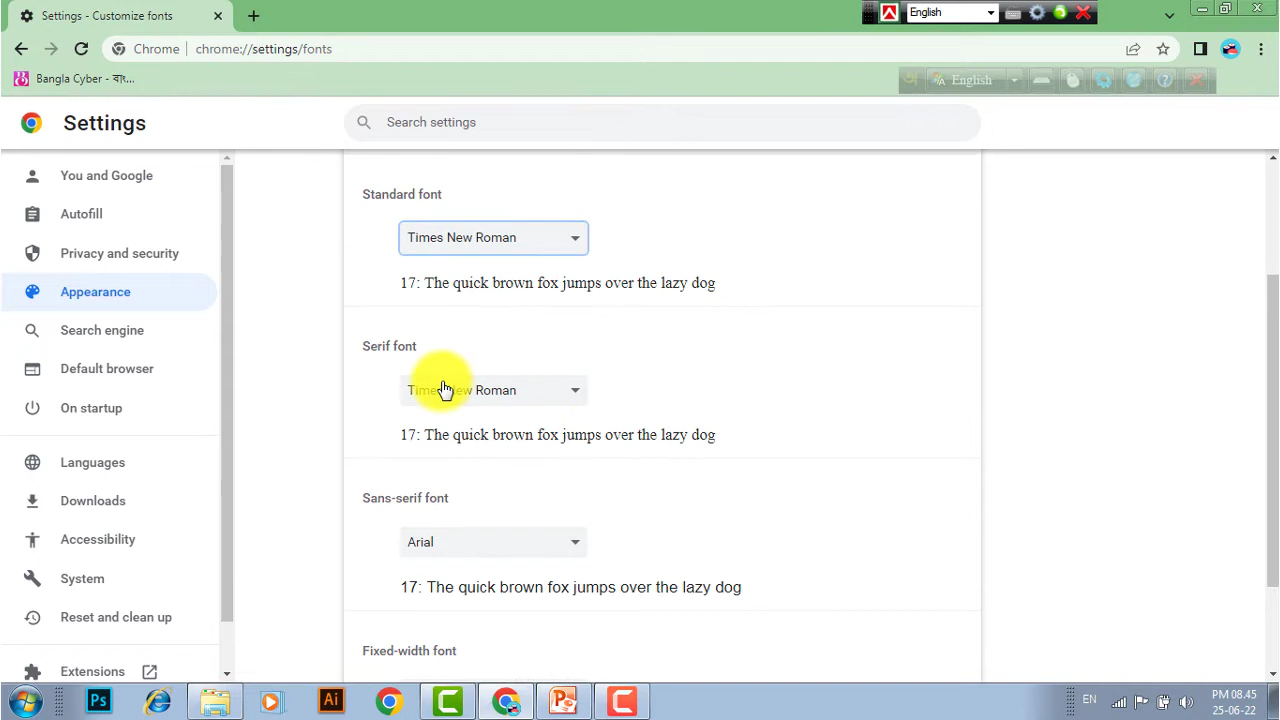 Settings - Customize fonts
English
Chrome
chrome://settings/fonts
Bangla Cyber - বাং...
English
Settings
Search settings
You and Google
Autofill
Privacy and security
Appearance
Search engine
Default browser
On startup
Languages
Downloads
Accessibility
System
Reset and clean up
Extensions
Standard font
Times New Roman
17: The quick brown fox jumps over the lazy dog
Serif font
Times New Roman
17: The quick brown fox jumps over the lazy dog
Sans-serif font
Arial
17: The quick brown fox jumps over the lazy dog
Fixed-width font
Ps
Ai
EN
PM 08.45
25-06-22